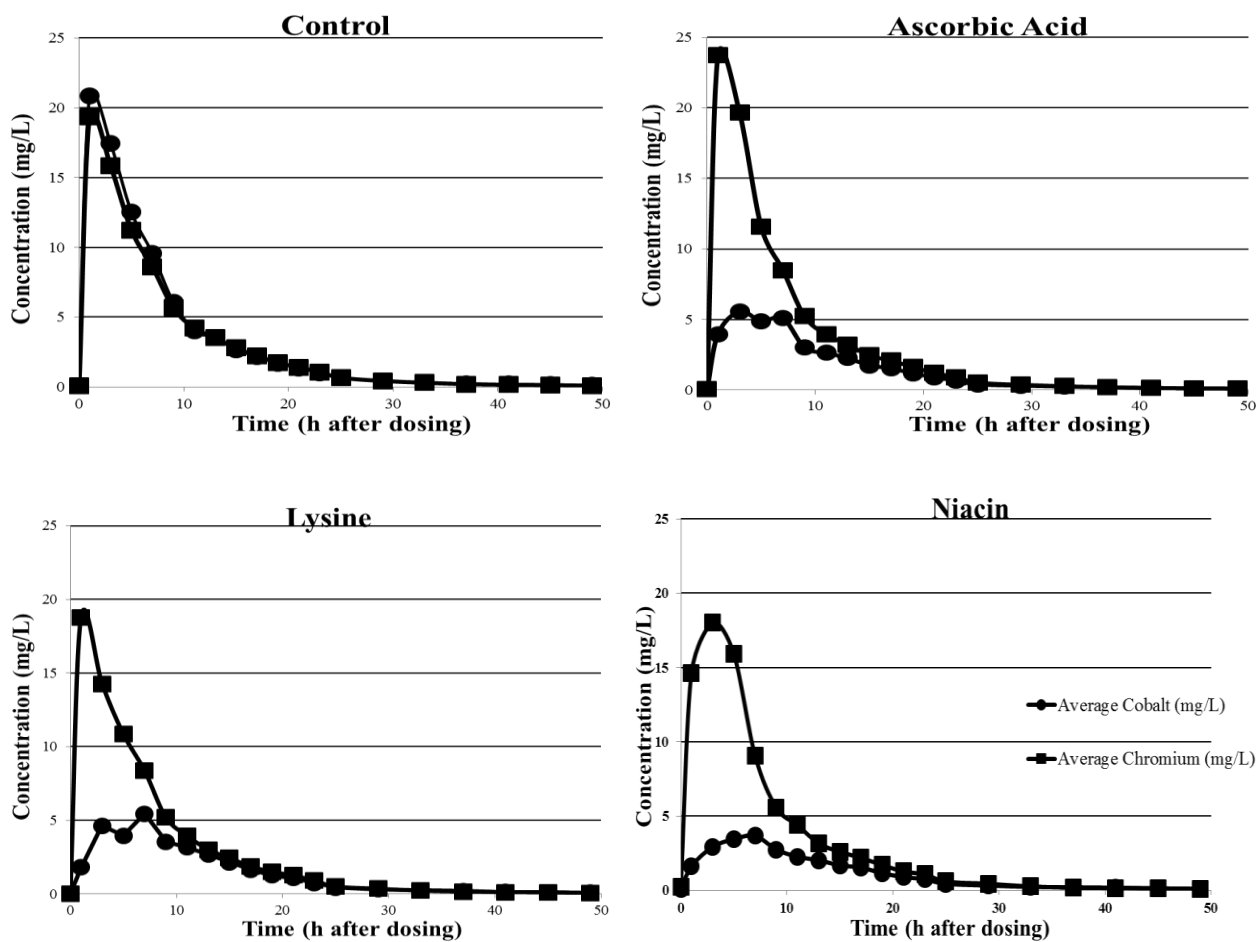 Control
25
20
15
10
5
0
Concentration (mg/L)
0 10 20 30 40 50
Time (h after dosing)
Ascorbic Acid
25
20
15
10
5
0
Concentration (mg/L)
0 10 20 30 40 50
Time (h after dosing)
Lysine
25
20
15
10
5
0
Concentration (mg/L)
0 10 20 30 40 50
Time (h after dosing)
Niacin
25
20
15
10
5
0
Concentration (mg/L)
Average Cobalt (mg/L)
Average Chromium (mg/L)
0 10 20 30 40 50
Time (h after dosing)